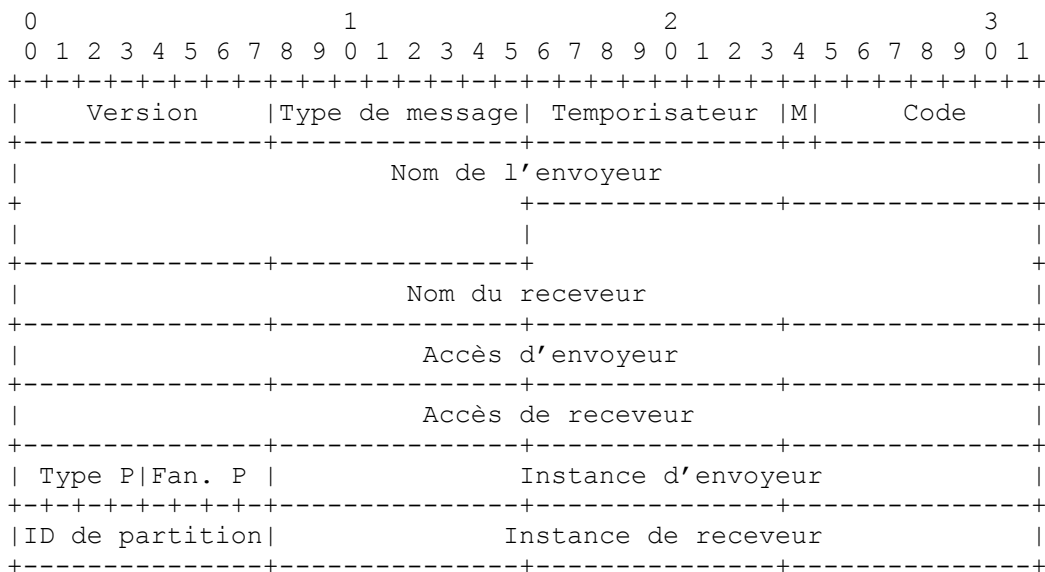 0                   1                   2                   3
0 1 2 3 4 5 6 7 8 9 0 1 2 3 4 5 6 7 8 9 0 1 2 3 4 5 6 7 8 9 0 1
+-+-+-+-+-+-+-+-+-+-+-+-+-+-+-+-+-+-+-+-+-+-+-+-+-+-+-+-+-+-+-+-+
|    Version    |Type de message| Temporisateur |M|     Code    |
+---------------+---------------+---------------+-+-------------+
|                       Nom de l’envoyeur                       |
+                               +---------------+---------------+
|                               |                               |
+---------------+---------------+                               +
|                        Nom du receveur                        |
+---------------+---------------+---------------+---------------+
|                         Accès d’envoyeur                      |
+---------------+---------------+---------------+---------------+
|                         Accès de receveur                     |
+---------------+---------------+---------------+---------------+
| Type P|Fan. P |               Instance d’envoyeur             |
+-+-+-+-+-+-+-+-+---------------+---------------+---------------+
|ID de partition|              Instance de receveur             |
+---------------+---------------+---------------+---------------+